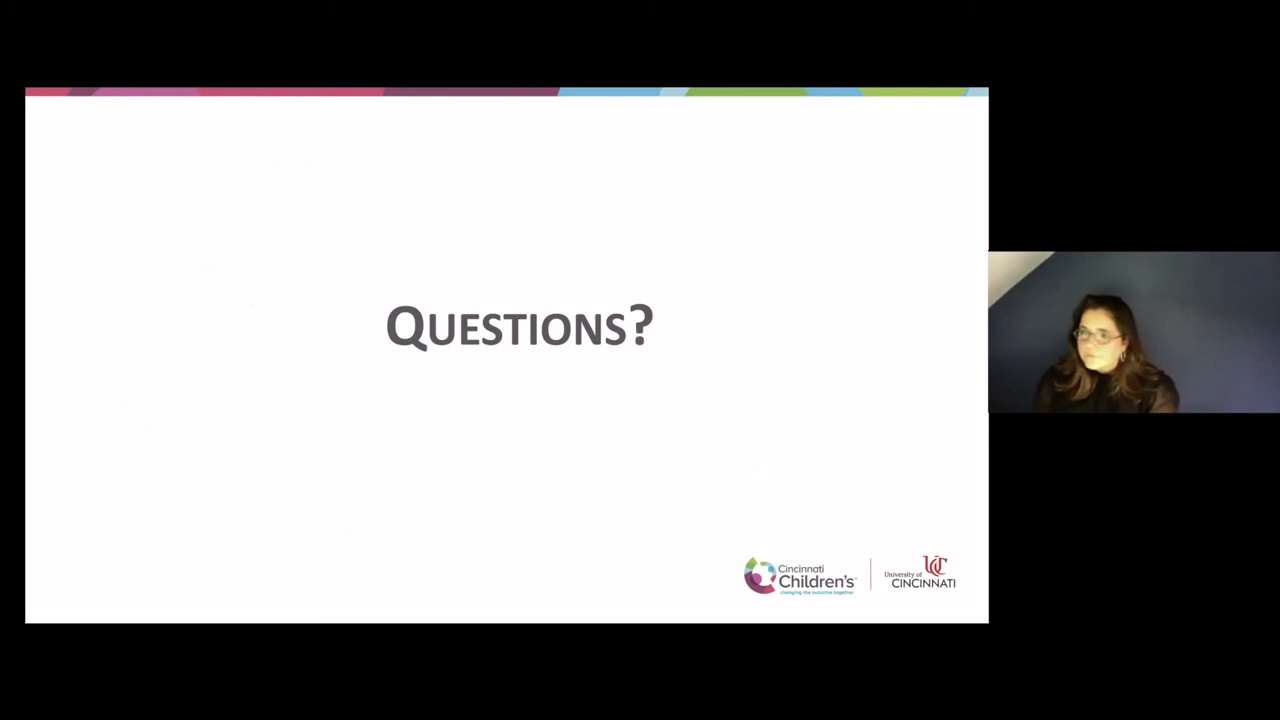 QUESTIONS?
Cincinnati
Children's
changing the outcome together
University of
CINCINNATI